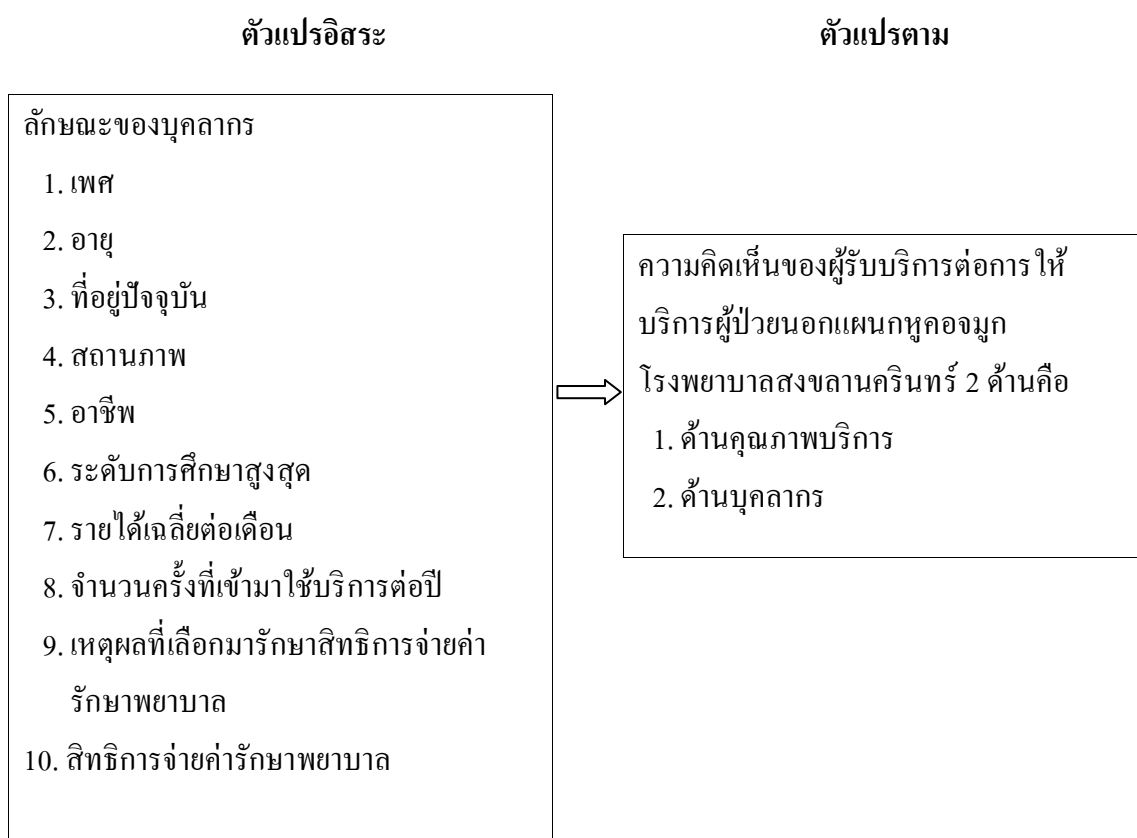 ตัวแปรอิสระ
ตัวแปรตาม
ลักษณะของบุคลากร
1. เพศ
2. อายุ
3. ที่อยู่ปัจจุบัน
4. สถานภาพ
5. อาชีพ
6. ระดับการศึกษาสูงสุด
7. รายได้เฉลี่ยต่อเดือน
8. จำนวนครั้งที่เข้ามาใช้บริการต่อปี
9. เหตุผลที่เลือกมารักษาสิทธิการจ่ายค่า
รักษาพยาบาล
10. สิทธิการจ่ายค่ารักษาพยาบาล
ความคิดเห็นของผู้รับบริการต่อการให้
บริการผู้ป่วยนอกแผนกหูคอจมูก
โรงพยาบาลสงขลานครินทร์ 2 ด้านคือ
1. ด้านคุณภาพบริการ
2. ด้านบุคลากร